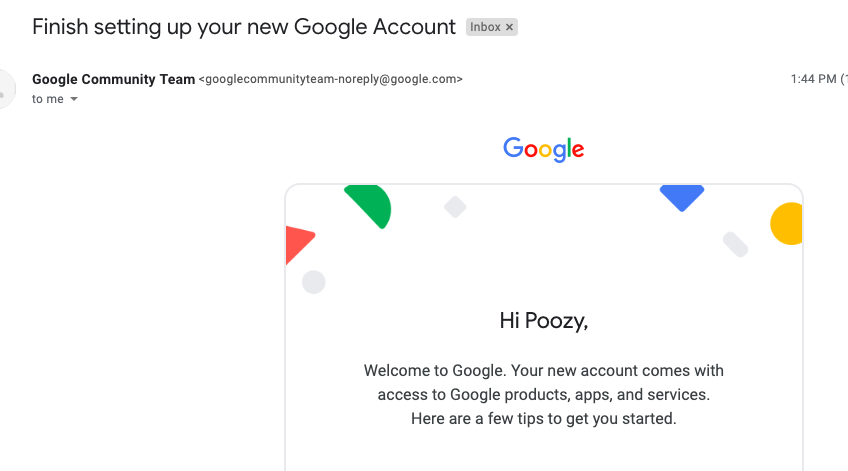 Finish setting up your new Google Account Inbox ×
Google Community Team <googlecommunityteam-noreply@google.com> 1:44 PM (
to me
Google
Hi Poozy,
Welcome to Google. Your new account comes with
access to Google products, apps, and services.
Here are a few tips to get you started.